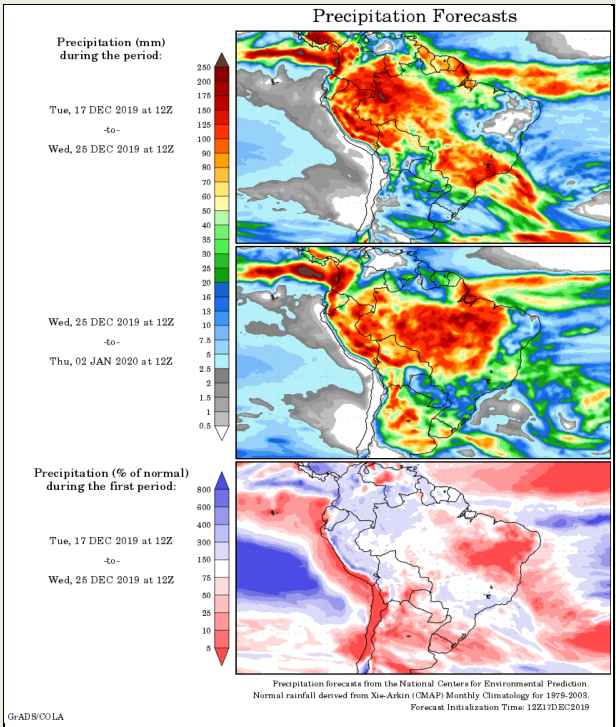 Precipitation Forecasts
Precipitation (mm)
during the period:
Tue, 17 DEC 2019 at 12Z
-to-
Wed, 25 DEC 2019 at 12Z
250
200
175
150
125
100
90
80
70
60
50
40
35
30
25
20
16
13
10
7.5
5
2.5
2
1.5
1
0.5
Wed, 25 DEC 2019 at 12Z
-to-
Thu, 02 JAN 2020 at 12Z
Precipitation (% of normal)
during the first period:
Tue, 17 DEC 2019 at 12Z
-to-
Wed, 25 DEC 2019 at 12Z
800
600
400
300
150
75
50
25
10
5
Precipitation forecasts from the National Centers for Environmental Prediction.
Normal rainfall derived from Xie-Arkin (CMAP) Monthly Climatology for 1979-2003.
Forecast Initialization Time: 12Z17DEC2019
GrADS/COLA